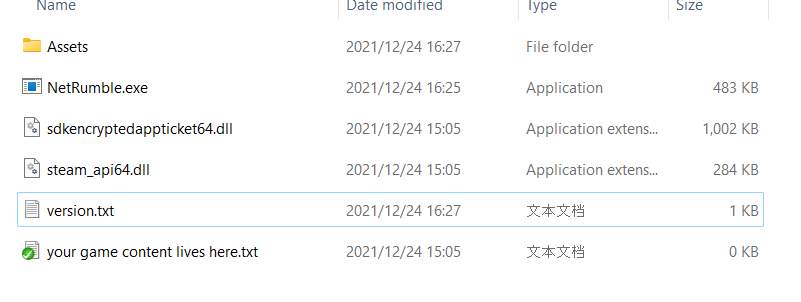 Name Date modified Type Size
Assets 2021/12/24 16:27 File folder
NetRumble.exe 2021/12/24 16:25 Application 483 KB
sdkencryptedappticket64.dll 2021/12/24 15:05 Application extens... 1,002 KB
steam_api64.dll 2021/12/24 15:05 Application extens... 284 KB
version.txt 2021/12/24 16:27 文本文档 1 KB
your game content lives here.txt 2021/12/24 15:05 文本文档 0 KB